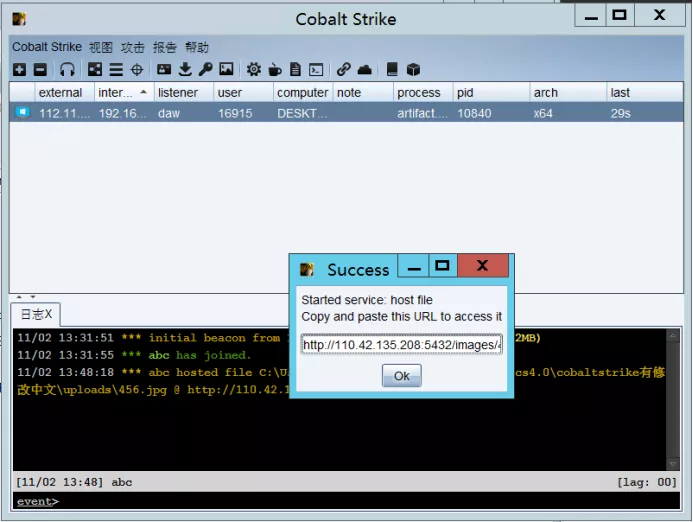 Cobalt Strike
Cobalt Strike 视图 攻击 报告 帮助
external inter... listener user computer note process pid arch last
112.11.... 192.16... daw 16915 DESKT... artifact.... 10840 x64 29s
Success
Started service: host file
Copy and paste this URL to access it
http://110.42.135.208:5432/images/4
Ok
日志X
11/02 13:31:51 *** initial beacon from 2MB)
11/02 13:31:55 *** abc has joined.
11/02 13:48:18 *** abc hosted file C:\U cs4.0\cobaltstrike有修
改中文\uploads\456.jpg @ http://110.42.1
[11/02 13:48] abc [lag: 00]
event>